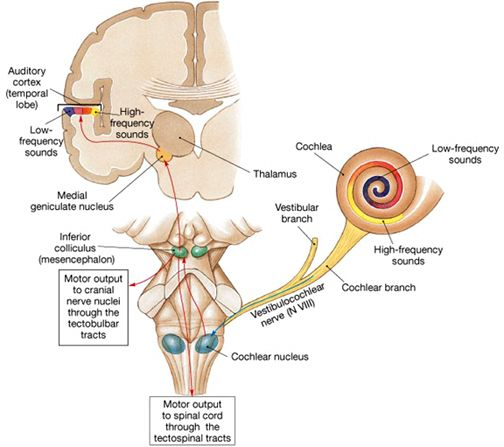 Auditory
cortex
(temporal
lobe)
High-
frequency
sounds
Low-
frequency
sounds
Thalamus
Medial
geniculate nucleus
Cochlea
Low-frequency
sounds
High-frequency
sounds
Vestibular
branch
Cochlear branch
Vestibulocochlear
nerve (N VIII)
Inferior
colliculus
(mesencephalon)
Motor output
to cranial
nerve nuclei
through the
tectobulbar
tracts
Cochlear nucleus
Motor output
to spinal cord
through the
tectospinal tracts